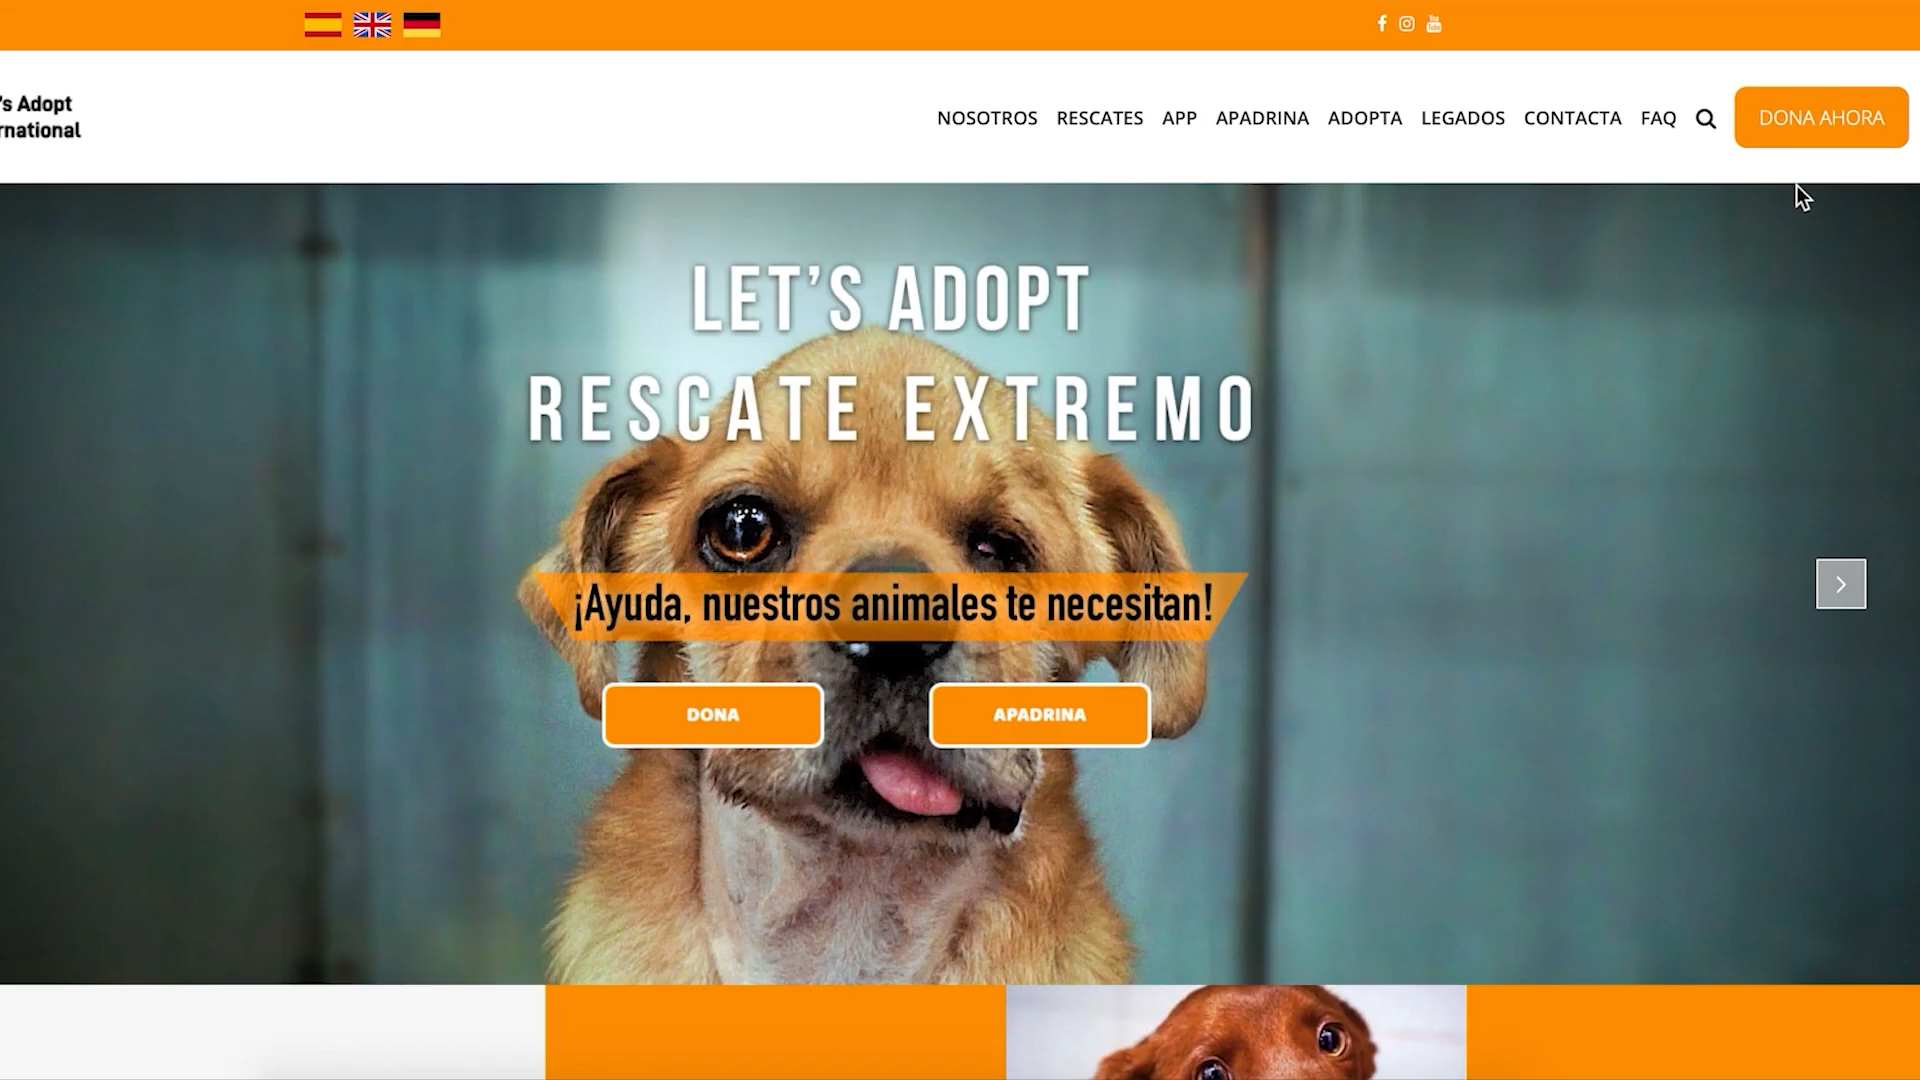 's Adopt
rnational
NOSOTROS RESCATES APP APADRINA ADOPTA LEGADOS CONTACTA FAQ DONA AHORA
LET'S ADOPT
RESCATE EXTREMO
¡Ayuda, nuestros animales te necesitan!
DONA APADRINA